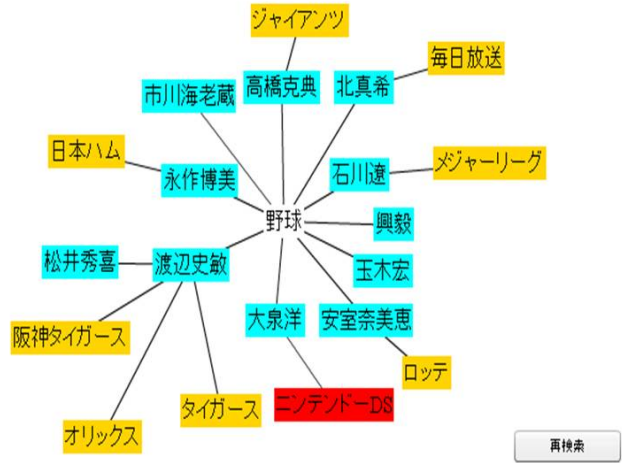 ジャイアンツ
毎日放送
市川海老蔵
高橋克典
北真希
日本ハム
永作博美
石川遼
メジャーリーグ
野球
興毅
松井秀喜
渡辺史敏
玉木宏
大泉洋
安室奈美恵
阪神タイガース
ロッテ
タイガース
ニンテンドーDS
オリックス
再検索